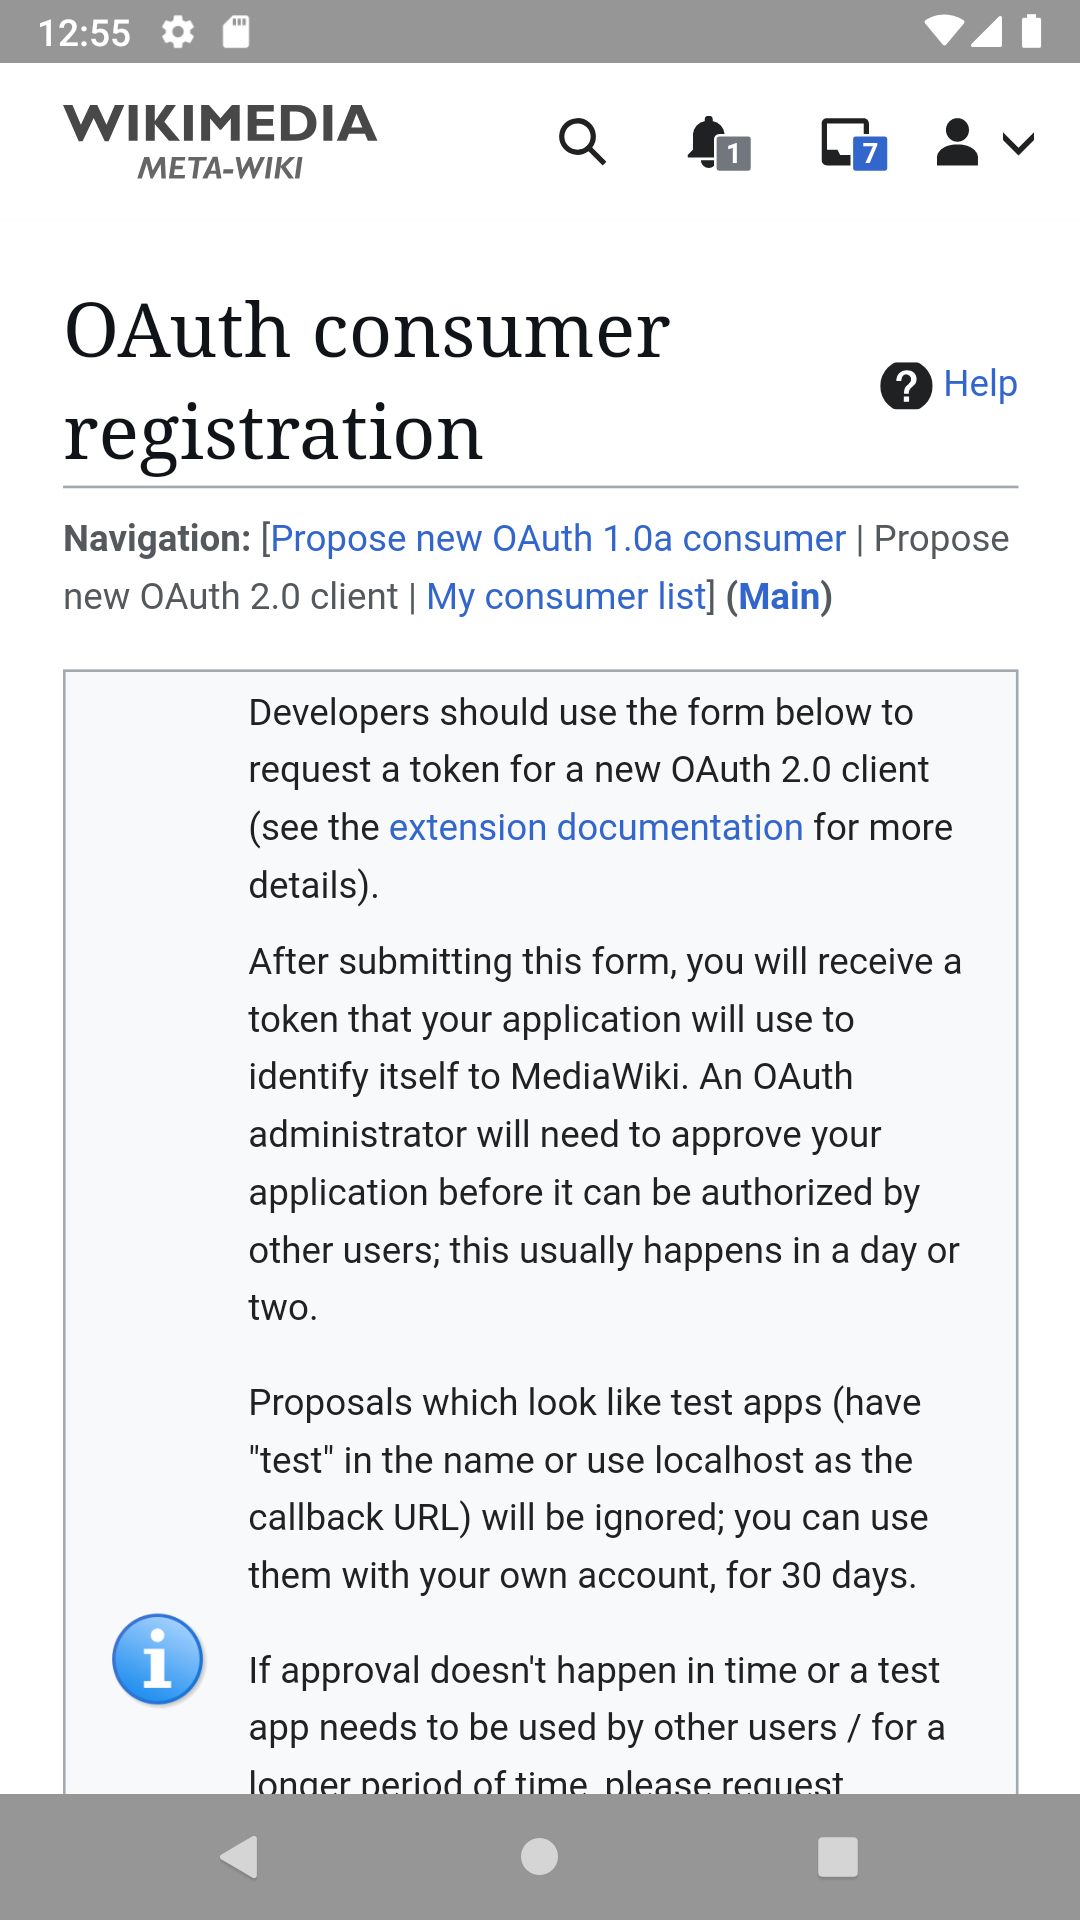 12:55
WIKIMEDIA
META-WIKI
1
7
OAuth consumer
registration
? Help
Navigation: [Propose new OAuth 1.0a consumer | Propose
new OAuth 2.0 client | My consumer list] (Main)
Developers should use the form below to
request a token for a new OAuth 2.0 client
(see the extension documentation for more
details).
After submitting this form, you will receive a
token that your application will use to
identify itself to MediaWiki. An OAuth
administrator will need to approve your
application before it can be authorized by
other users; this usually happens in a day or
two.
Proposals which look like test apps (have
"test" in the name or use localhost as the
callback URL) will be ignored; you can use
them with your own account, for 30 days.
i
If approval doesn't happen in time or a test
app needs to be used by other users / for a
longer period of time, please request